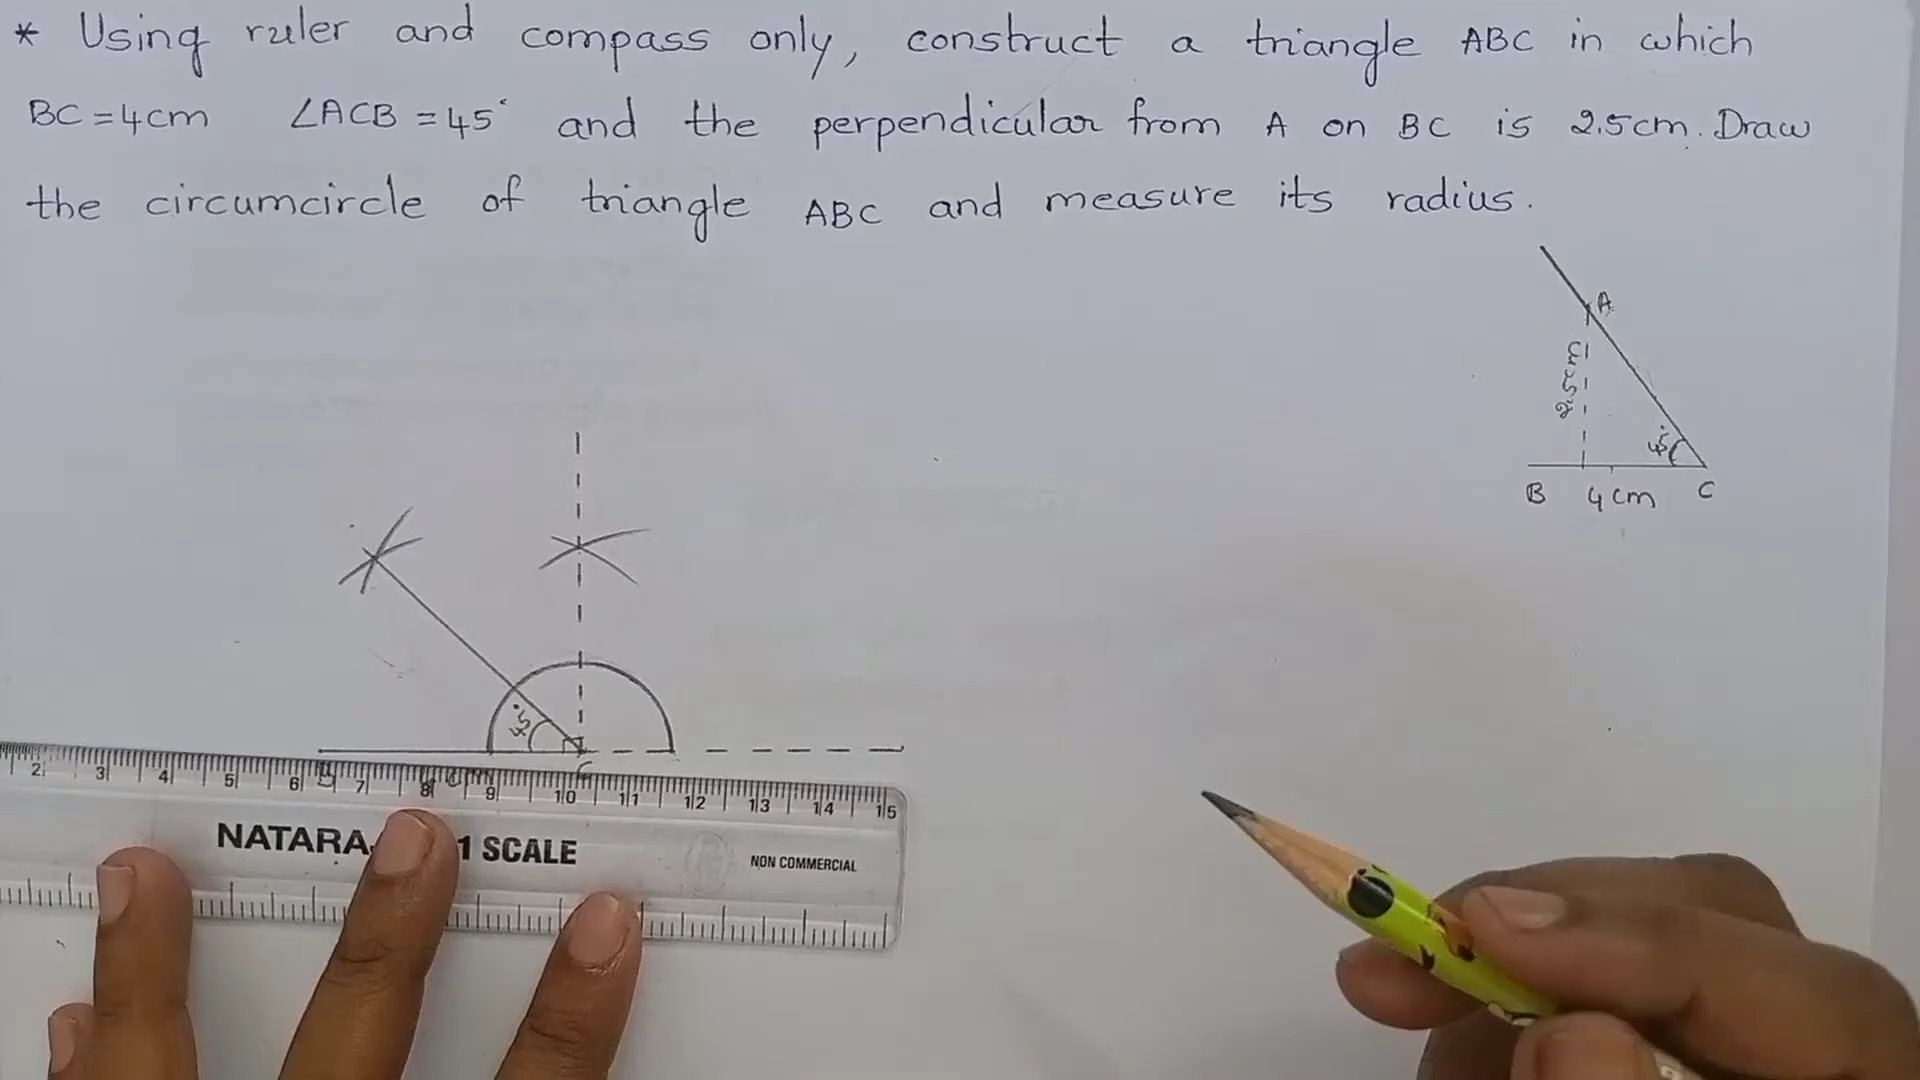 * Using ruler and compass only, construct a triangle ABC in which
BC = 4cm ∠ACB = 45° and the perpendicular from A on BC is 2.5cm. Draw
the circumcircle of triangle ABC and measure its radius.
A
2.5cm
45°
B 4cm C
45°
C
2 3 4 5 6 7 8 9 10 11 12 13 14 15
NATARA 1 SCALE
NON COMMERCIAL